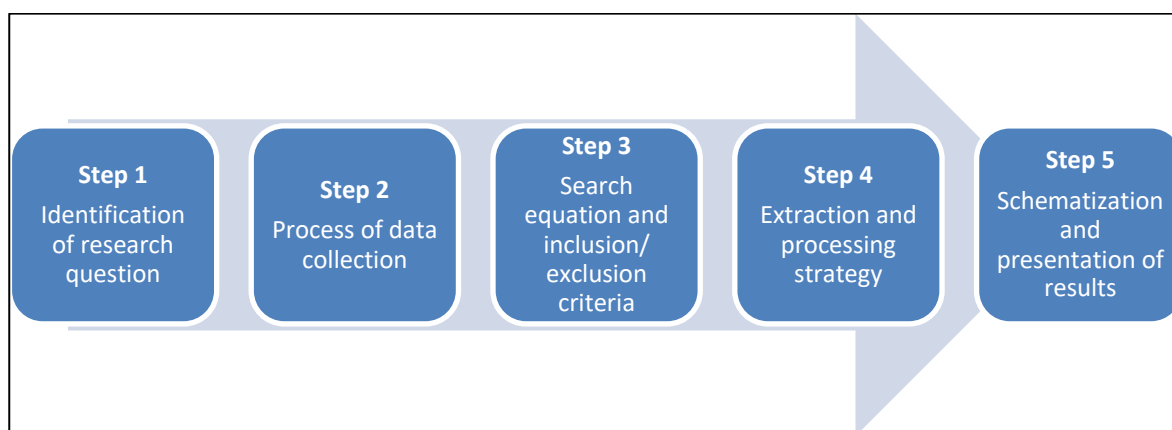 Step 1
Identification
of research
question
Step 2
Process of data
collection
Step 3
Search
equation and
inclusion/
exclusion
criteria
Step 4
Extraction and
processing
strategy
Step 5
Schematization
and
presentation of
results